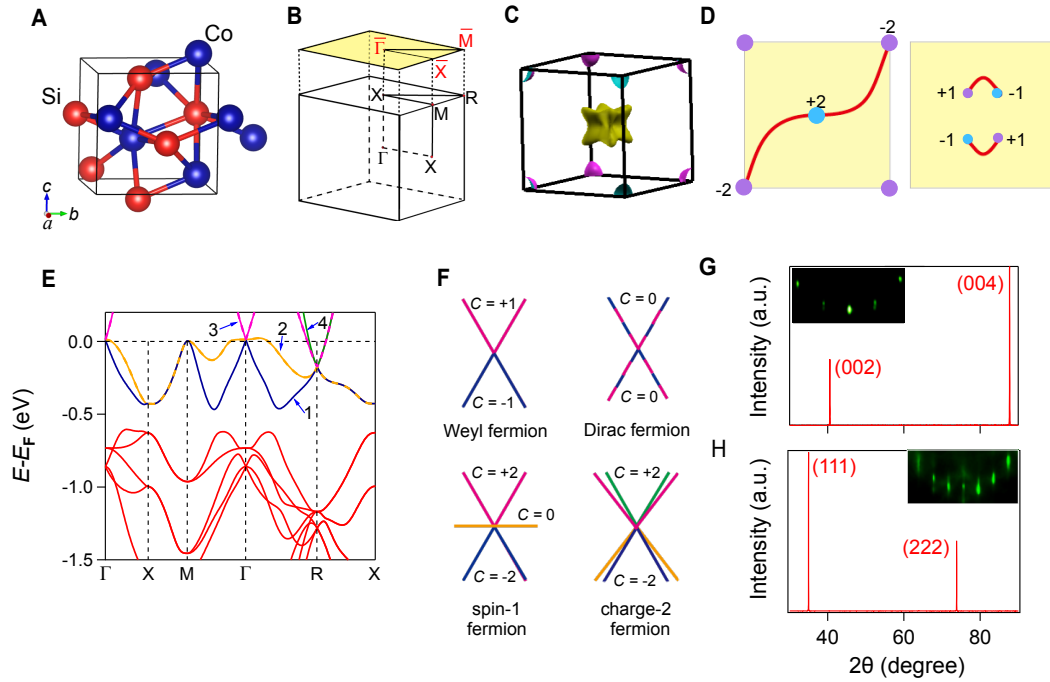 A
Co
Si
c
a
b
B
Γ̅
M̅
X̅
X
R
M
Γ
X
C
D
-2
+2
-2
+1
-1
-1
+1
E
E-EF (eV)
0.0
-0.5
-1.0
-1.5
3
2
4
1
Γ
X
M
Γ
R
X
F
C = +1
C = -1
Weyl fermion
C = 0
C = 0
Dirac fermion
C = +2
C = 0
C = -2
spin-1
fermion
C = +2
C = -2
charge-2
fermion
G
Intensity (a.u.)
(002)
(004)
H
Intensity (a.u.)
(111)
(222)
40
60
80
2θ (degree)